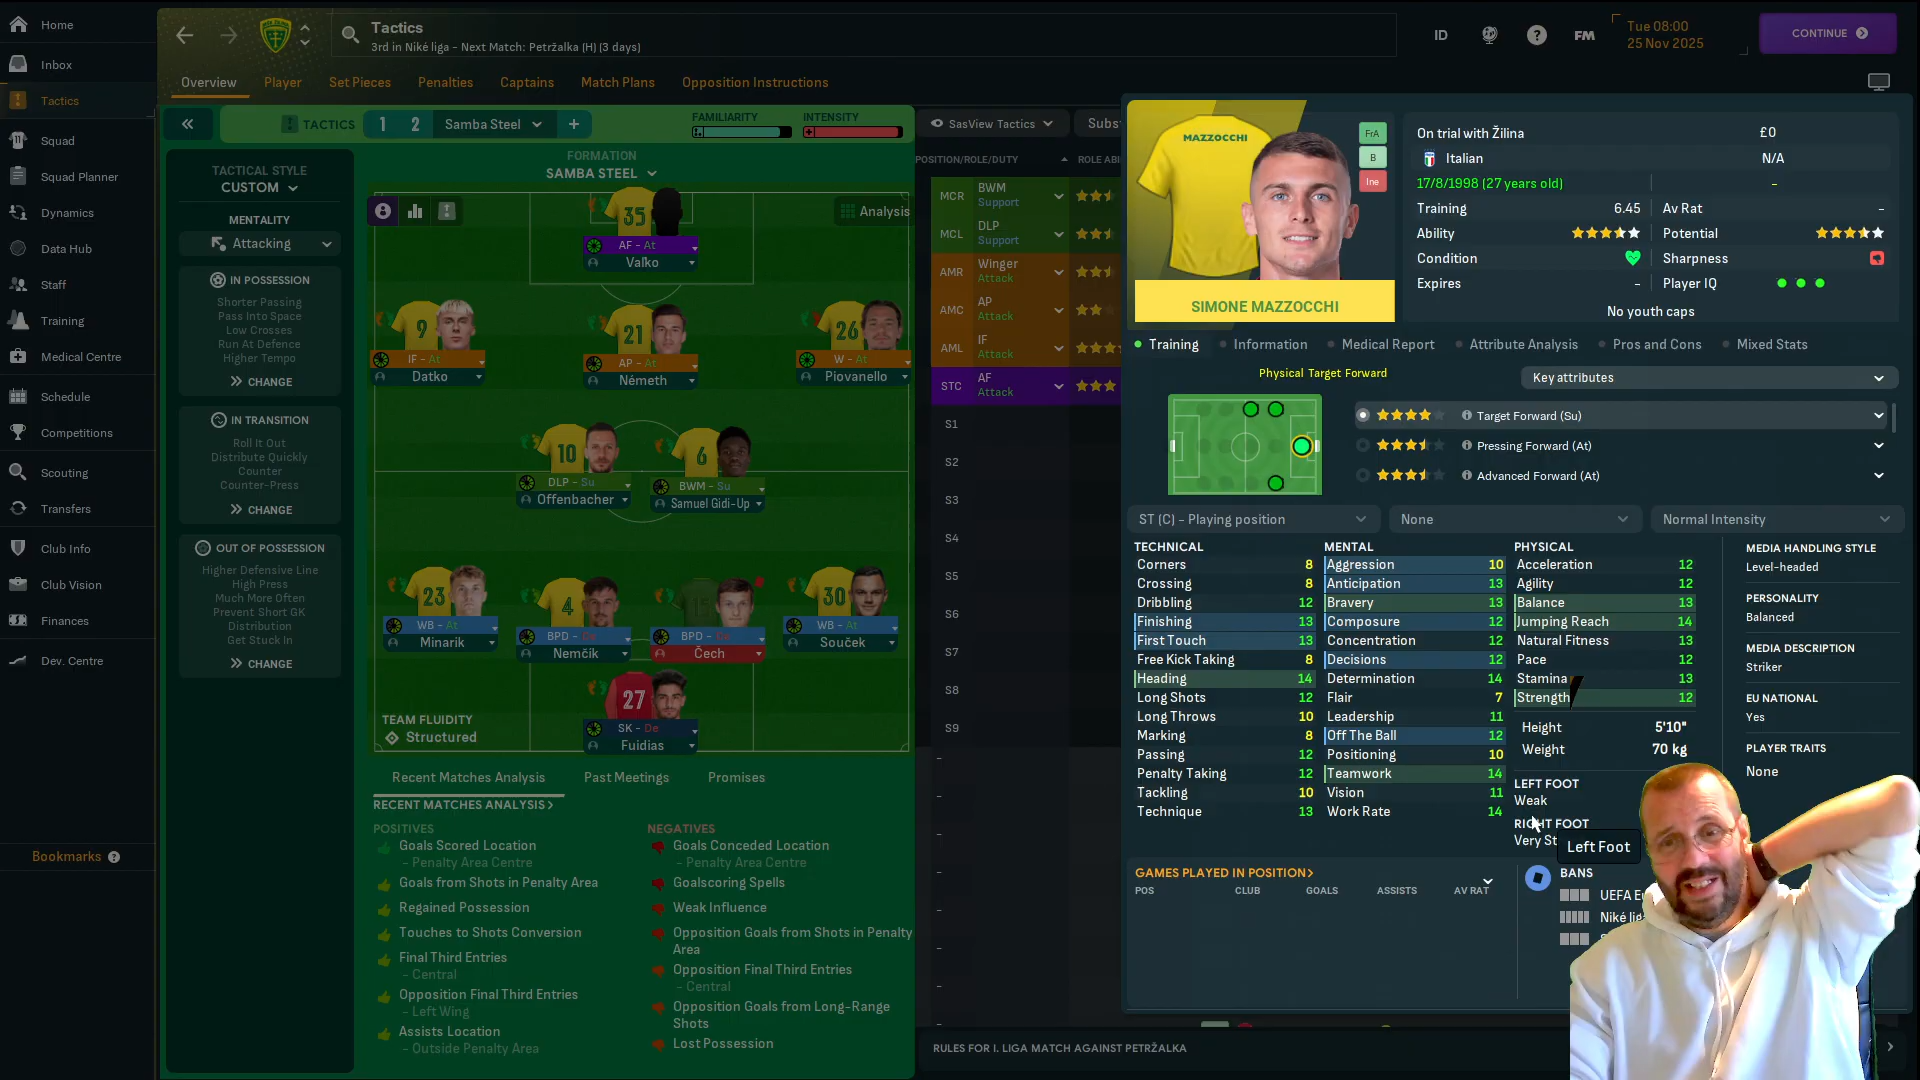 Home
Inbox
Tactics
Squad
Squad Planner
Dynamics
Data Hub
Staff
Training
Medical Centre
Schedule
Competitions
Scouting
Transfers
Club Info
Club Vision
Finances
Dev. Centre
Bookmarks ?
Tactics
3rd in Niké liga - Next Match: Petržalka (H) (3 days)
ID
?
FM
Tue 08:00
25 Nov 2025
CONTINUE
Overview
Player
Set Pieces
Penalties
Captains
Match Plans
Opposition Instructions
TACTICS
1 2
Samba Steel
+
FAMILIARITY
INTENSITY
TACTICAL STYLE
CUSTOM
MENTALITY
Attacking
IN POSSESSION
Shorter Passing
Pass Into Space
Low Crosses
Run At Defence
Higher Tempo
CHANGE
IN TRANSITION
Roll It Out
Distribute Quickly
Counter
Counter-Press
CHANGE
OUT OF POSSESSION
Higher Defensive Line
High Press
Much More Often
Prevent Short GK
Distribution
Get Stuck In
CHANGE
FORMATION
SAMBA STEEL
Analysis
35
AF - At
Vaľko
9
IF - At
Datko
21
AP - At
Németh
26
W - At
Piovanello
10
DLP - Su
Offenbacher
6
BWM - Su
Samuel Gidi-Up
23
WB - At
Minarik
4
BPD - De
Nemčík
15
BPD - De
Čech
30
WB - At
Souček
27
SK - De
Fuidias
TEAM FLUIDITY
Structured
Recent Matches Analysis
Past Meetings
Promises
RECENT MATCHES ANALYSIS >
POSITIVES
Goals Scored Location
- Penalty Area Centre
Goals from Shots in Penalty Area
Regained Possession
Touches to Shots Conversion
Final Third Entries
- Central
Opposition Final Third Entries
- Left Wing
Assists Location
- Outside Penalty Area
NEGATIVES
Goals Conceded Location
- Penalty Area Centre
Goalscoring Spells
Weak Influence
Opposition Goals from Shots in Penalty
Area
Opposition Final Third Entries
- Central
Opposition Goals from Long-Range
Shots
Lost Possession
SasView Tactics
Subst
POSITION/ROLE/DUTY
ROLE ABI
MCR
BWM
Support
MCL
DLP
Support
AMR
Winger
Attack
AMC
AP
Attack
AML
IF
Attack
STC
AF
Attack
S1
S2
S3
S4
S5
S6
S7
S8
S9
RULES FOR I. LIGA MATCH AGAINST PETRŽALKA
MAZZOCCHI
SIMONE MAZZOCCHI
FrA
B
Ine
On trial with Žilina
£0
Italian
N/A
17/8/1998 (27 years old)
-
Training 6.45
Av Rat -
Ability
Potential
Condition
Sharpness
Expires -
Player IQ
No youth caps
Training
Information
Medical Report
Attribute Analysis
Pros and Cons
Mixed Stats
Physical Target Forward
Key attributes
Target Forward (Su)
Pressing Forward (At)
Advanced Forward (At)
ST (C) - Playing position
None
Normal Intensity
TECHNICAL
Corners 8
Crossing 8
Dribbling 12
Finishing 13
First Touch 13
Free Kick Taking 8
Heading 14
Long Shots 12
Long Throws 10
Marking 8
Passing 12
Penalty Taking 12
Tackling 10
Technique 13
MENTAL
Aggression 10
Anticipation 13
Bravery 13
Composure 12
Concentration 12
Decisions 12
Determination 14
Flair 7
Leadership 11
Off The Ball 12
Positioning 10
Teamwork 14
Vision 11
Work Rate 14
PHYSICAL
Acceleration 12
Agility 12
Balance 13
Jumping Reach 14
Natural Fitness 13
Pace 12
Stamina 13
Strength 12
Height 5'10"
Weight 70 kg
LEFT FOOT
Weak
RIGHT FOOT
Very St
Left Foot
MEDIA HANDLING STYLE
Level-headed
PERSONALITY
Balanced
MEDIA DESCRIPTION
Striker
EU NATIONAL
Yes
PLAYER TRAITS
None
GAMES PLAYED IN POSITION >
POS
CLUB
GOALS
ASSISTS
AV RAT
BANS
UEFA E
Niké lig